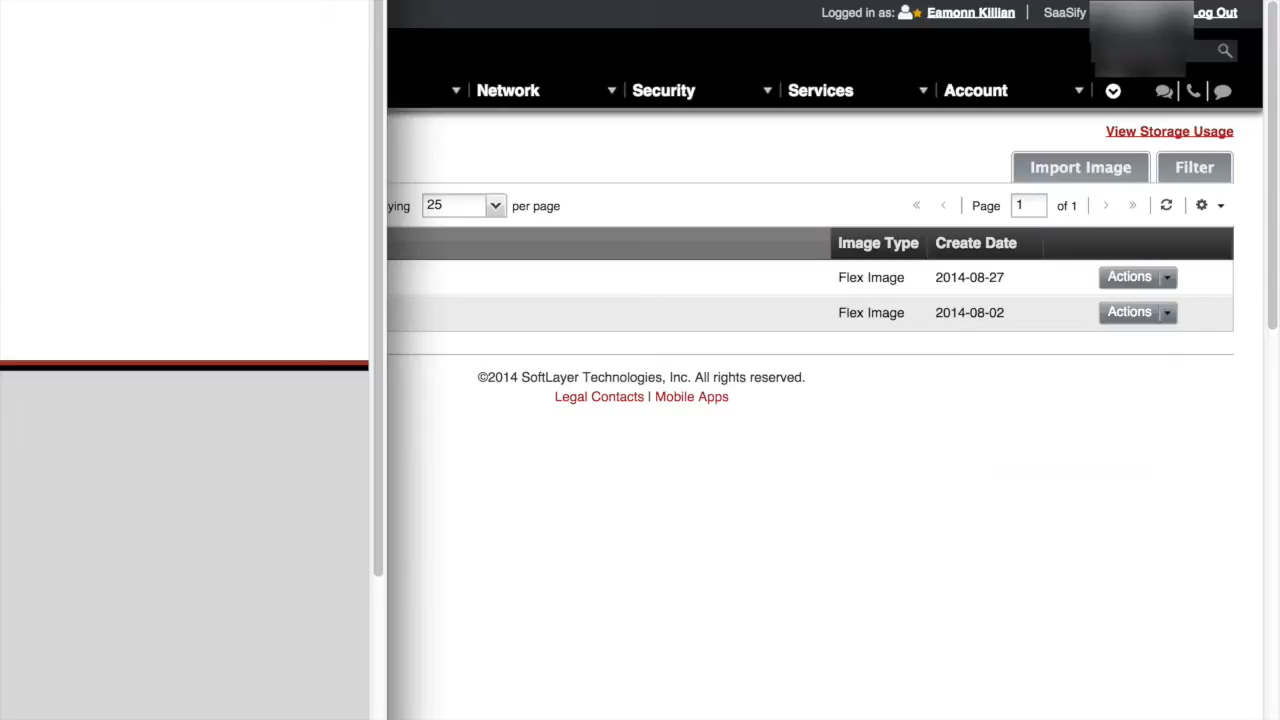 Logged in as: Eamonn Killian | SaaSify Log Out
Network Security Services Account
View Storage Usage
Import Image Filter
25 per page Page 1 of 1
Image Type Create Date
Flex Image 2014-08-27 Actions
Flex Image 2014-08-02 Actions
©2014 SoftLayer Technologies, Inc. All rights reserved.
Legal Contacts | Mobile Apps